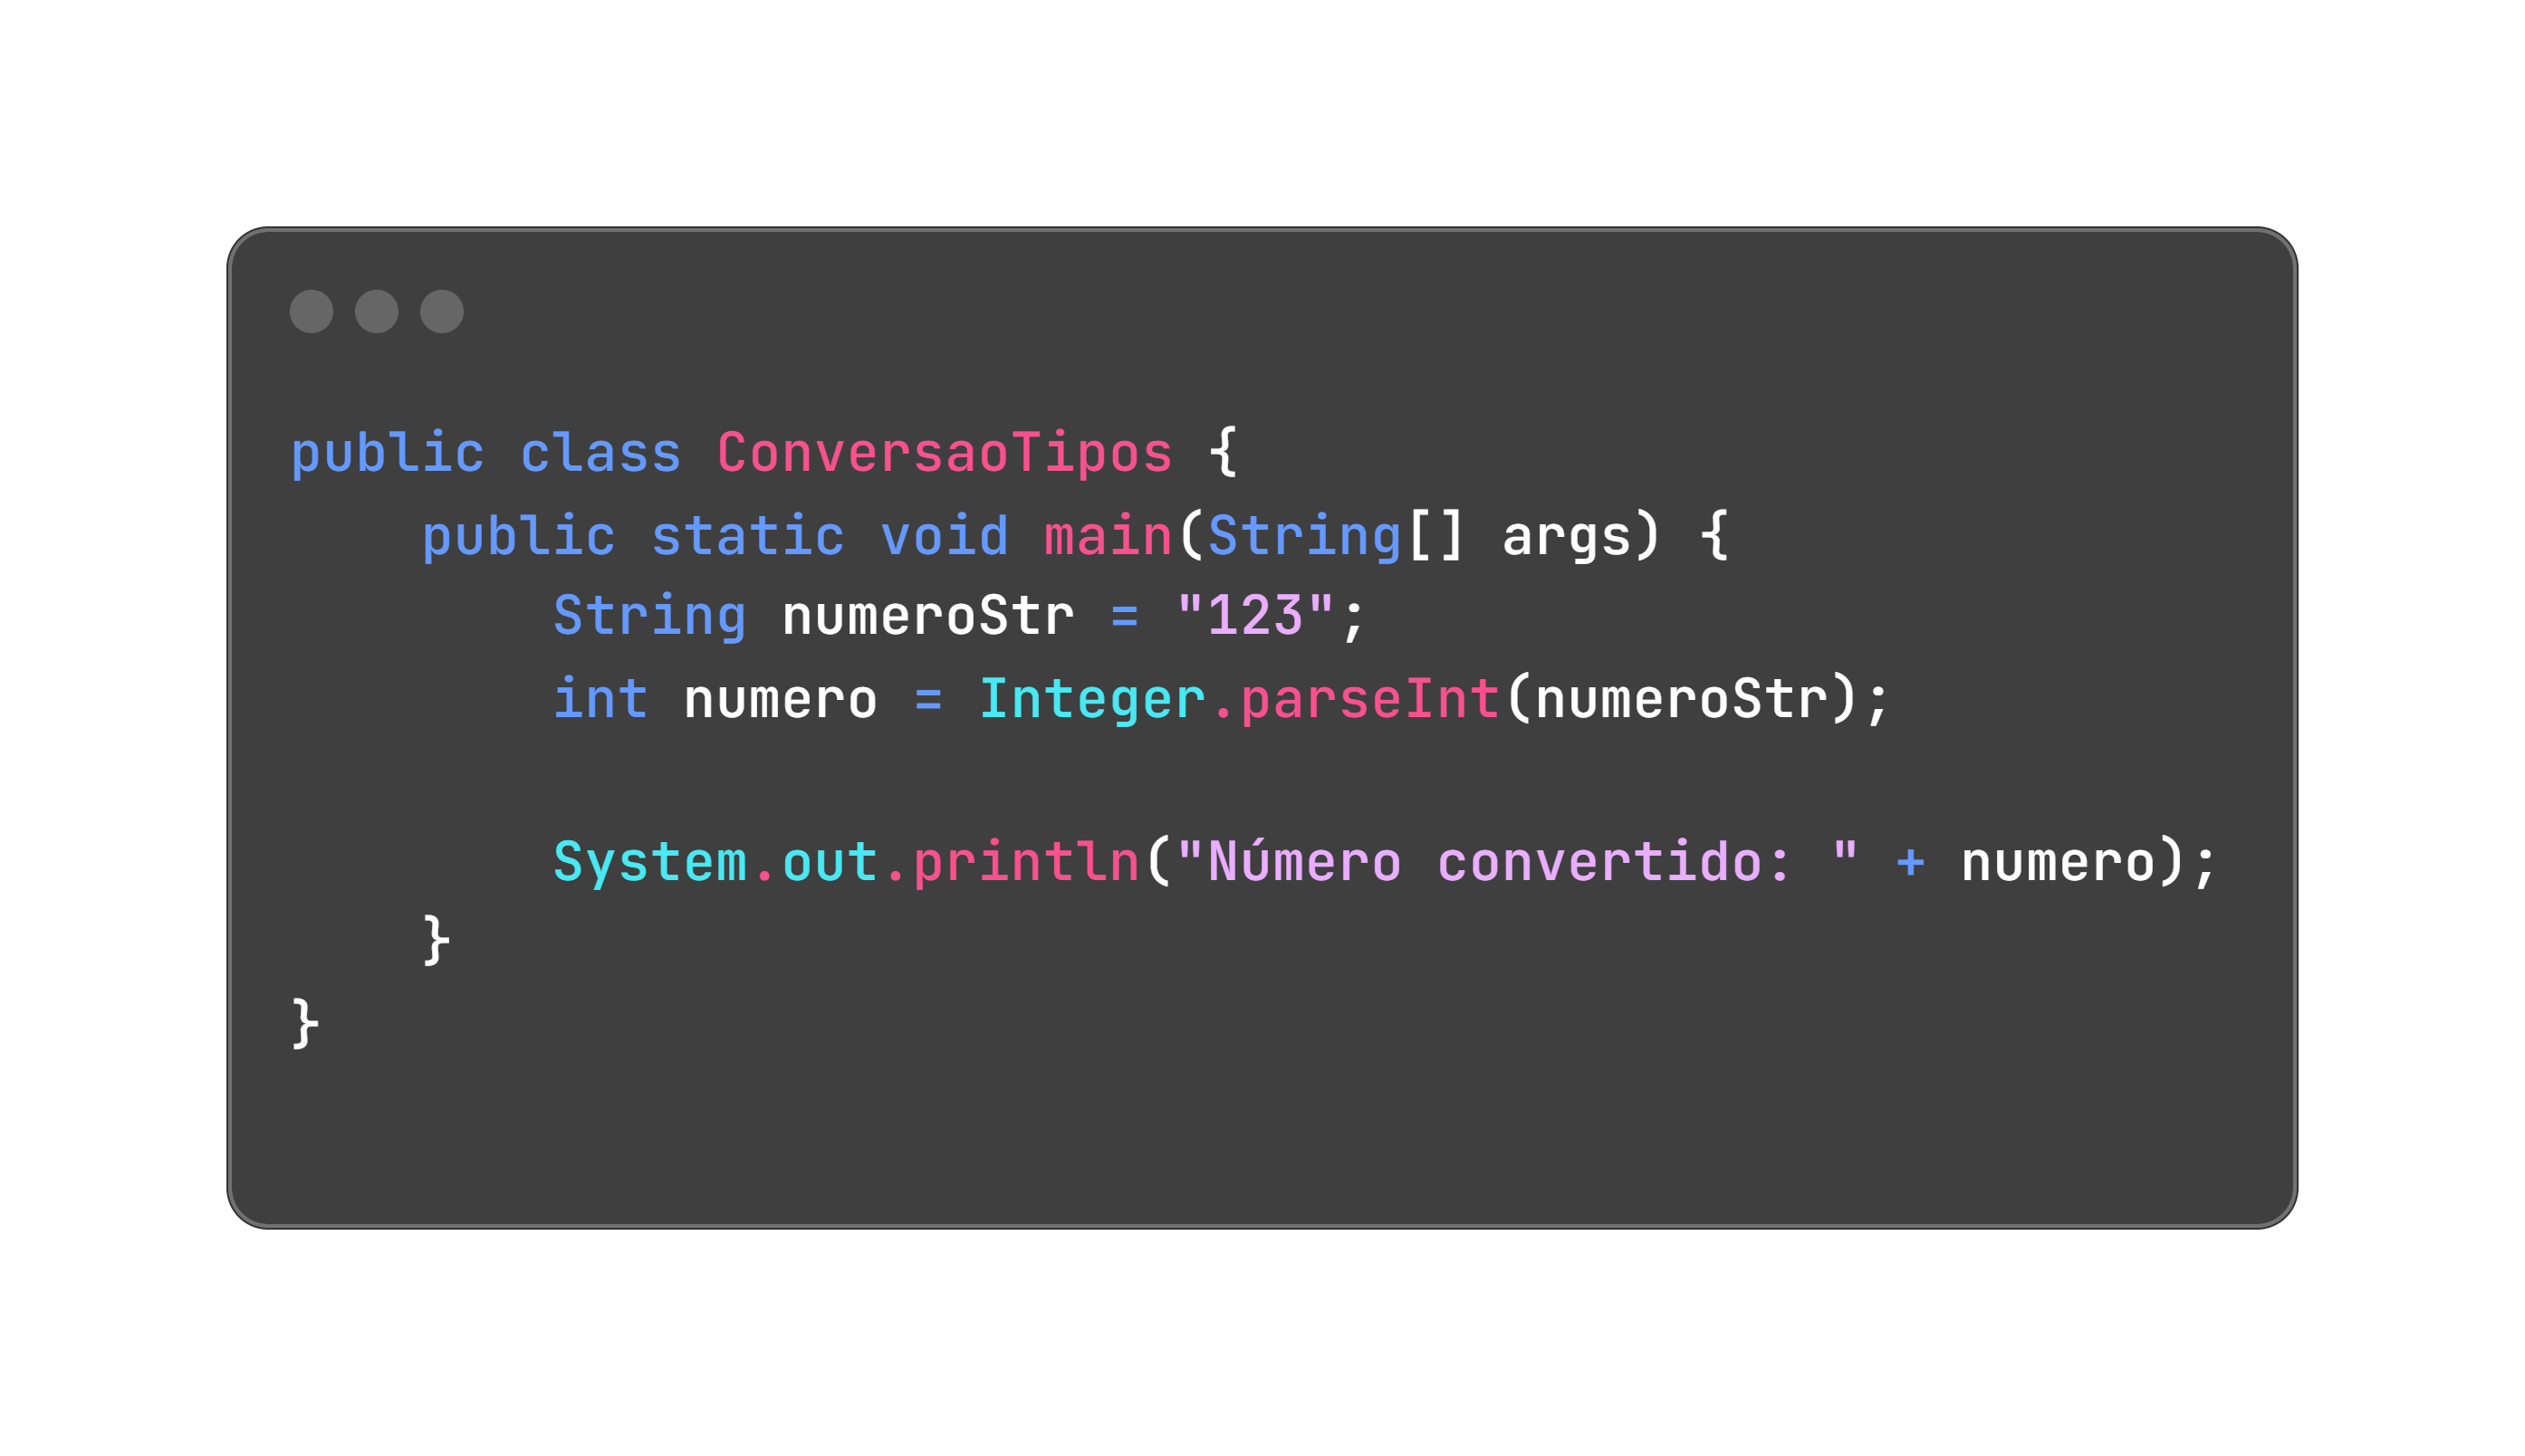 public class ConversaoTipos {
    public static void main(String[] args) {
        String numeroStr = "123";
        int numero = Integer.parseInt(numeroStr);

        System.out.println("Número convertido: " + numero);
    }
}